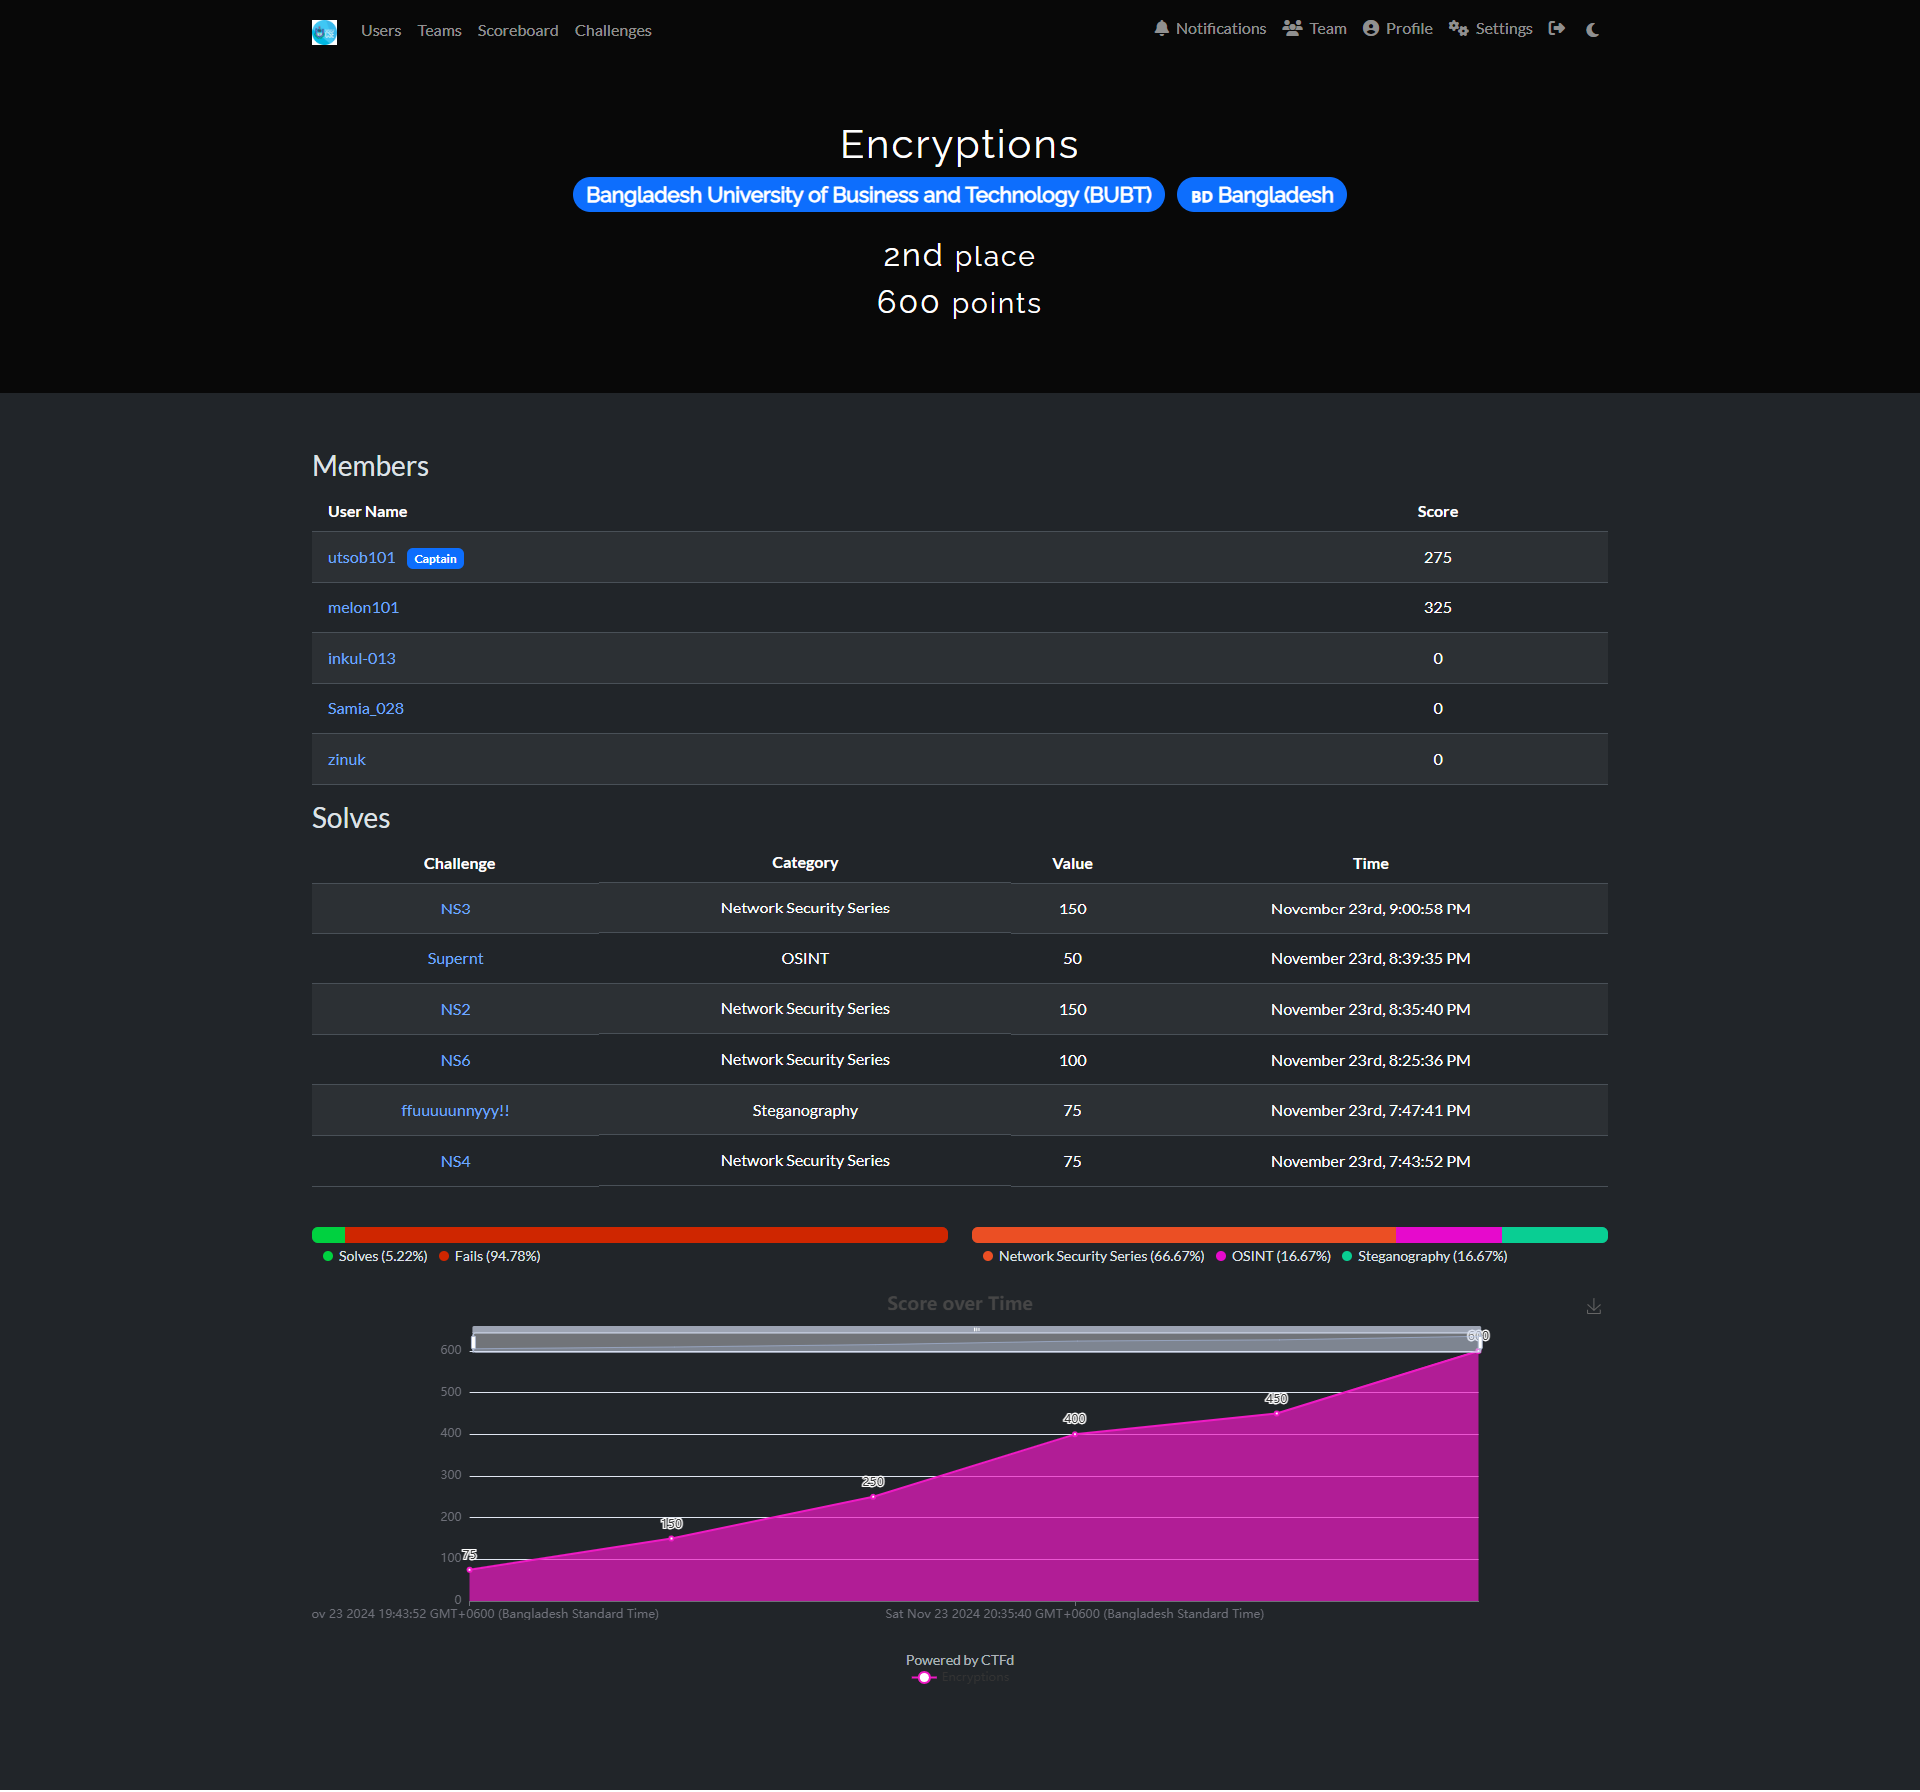 Users Teams Scoreboard Challenges Notifications Team Profile Settings
Encryptions
Bangladesh University of Business and Technology (BUBT) BD Bangladesh
2nd place
600 points
Members
User Name Score
utsob101 Captain 275
melon101 325
inkul-013 0
Samia_028 0
zinuk 0
Solves
Challenge Category Value Time
NS3 Network Security Series 150 November 23rd, 9:00:58 PM
Supernt OSINT 50 November 23rd, 8:39:35 PM
NS2 Network Security Series 150 November 23rd, 8:35:40 PM
NS6 Network Security Series 100 November 23rd, 8:25:36 PM
ffuuuuunnyyy!! Steganography 75 November 23rd, 7:47:41 PM
NS4 Network Security Series 75 November 23rd, 7:43:52 PM
Solves (5.22%) Fails (94.78%) Network Security Series (66.67%) OSINT (16.67%) Steganography (16.67%)
Score over Time
600
600
500
450
400
400
300
250
200
150
100
75
0
ov 23 2024 19:43:52 GMT+0600 (Bangladesh Standard Time) Sat Nov 23 2024 20:35:40 GMT+0600 (Bangladesh Standard Time)
Powered by CTFd
Encryptions